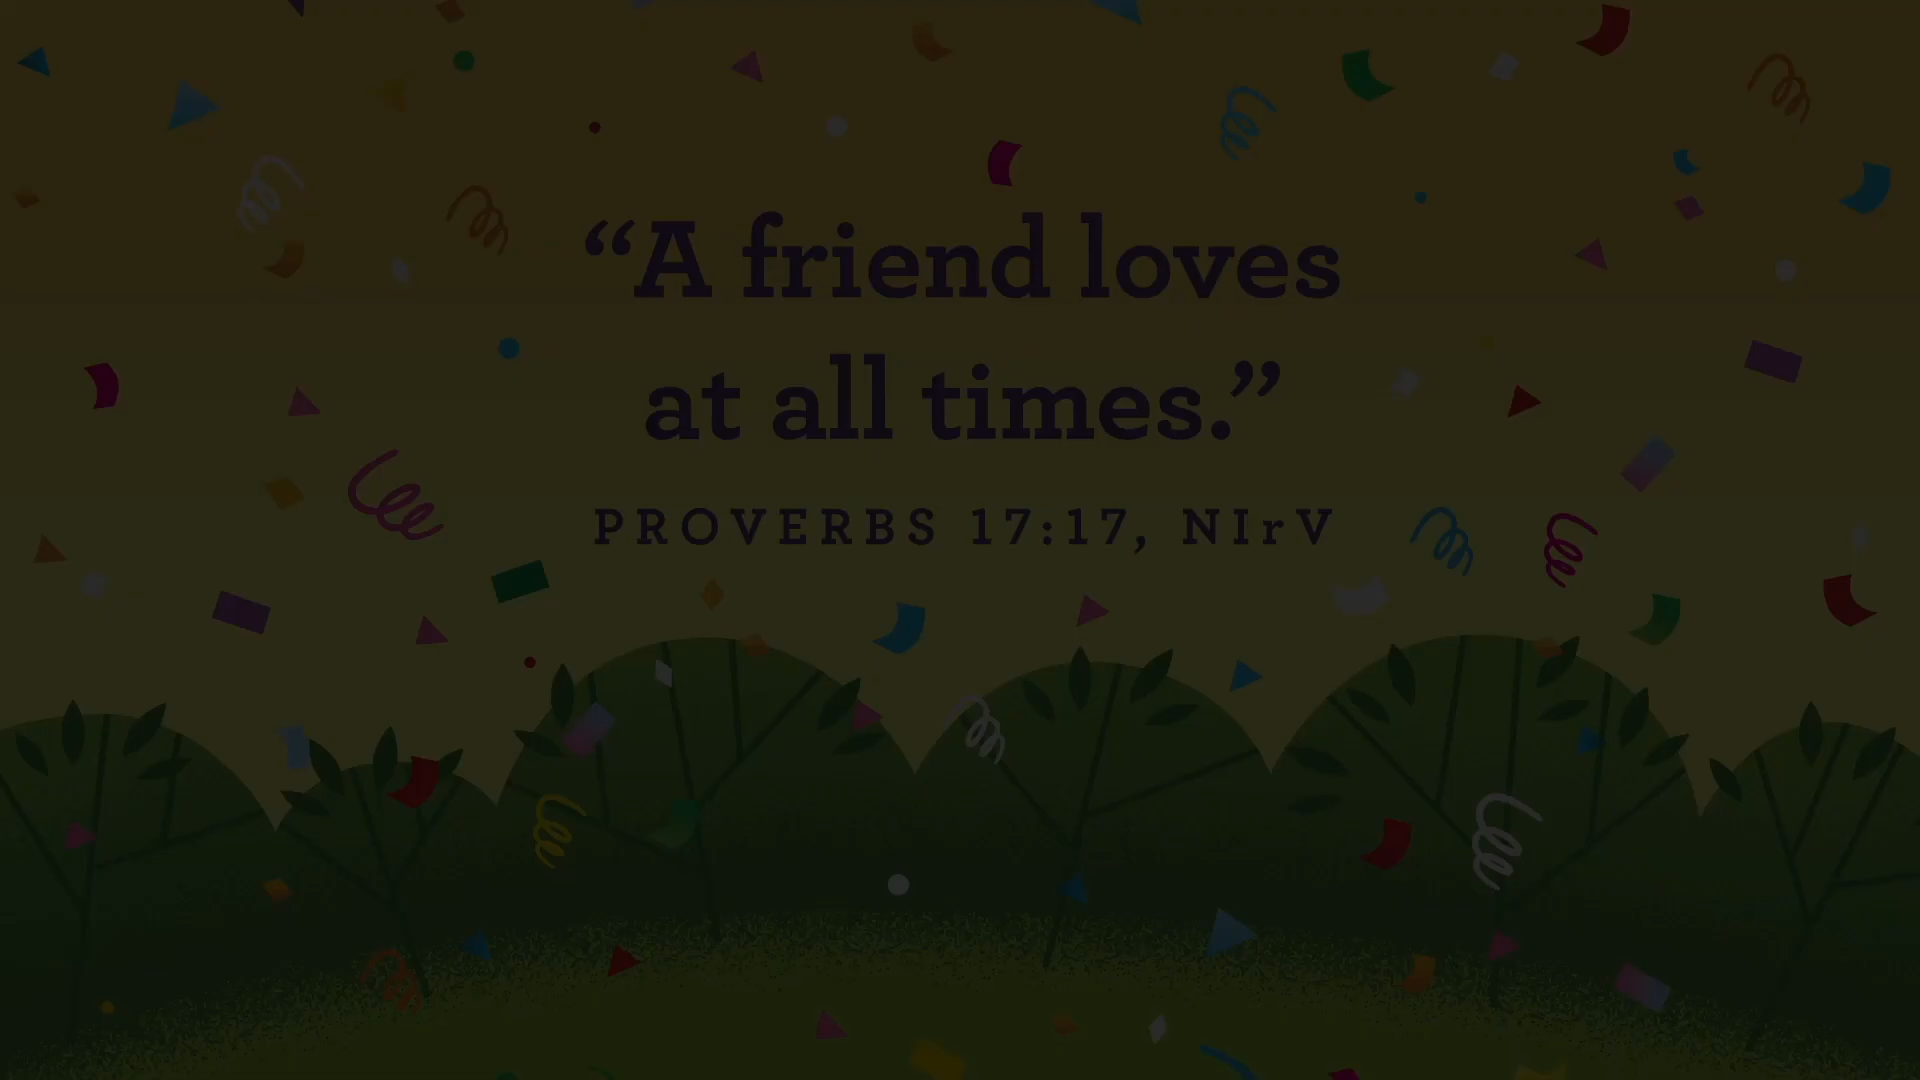 “A friend loves
at all times.”
PROVERBS 17:17, NIrV